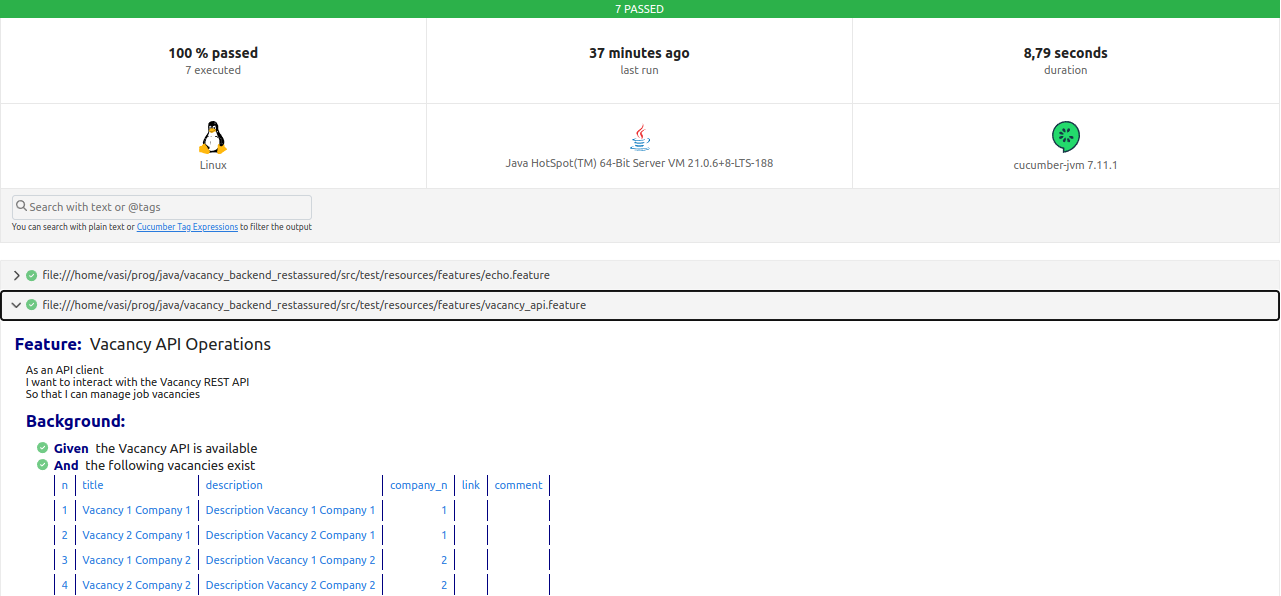 7 PASSED
100 % passed
7 executed
37 minutes ago
last run
8,79 seconds
duration
Linux
Java HotSpot(TM) 64-Bit Server VM 21.0.6+8-LTS-188
cucumber-jvm 7.11.1
Search with text or @tags
You can search with plain text or Cucumber Tag Expressions to filter the output
file:///home/vasi/prog/java/vacancy_backend_restassured/src/test/resources/features/echo.feature
file:///home/vasi/prog/java/vacancy_backend_restassured/src/test/resources/features/vacancy_api.feature
Feature: Vacancy API Operations
As an API client
I want to interact with the Vacancy REST API
So that I can manage job vacancies
Background:
Given the Vacancy API is available
And the following vacancies exist
n title description company_n link comment
1 Vacancy 1 Company 1 Description Vacancy 1 Company 1 1
2 Vacancy 2 Company 1 Description Vacancy 2 Company 1 1
3 Vacancy 1 Company 2 Description Vacancy 1 Company 2 2
4 Vacancy 2 Company 2 Description Vacancy 2 Company 2 2